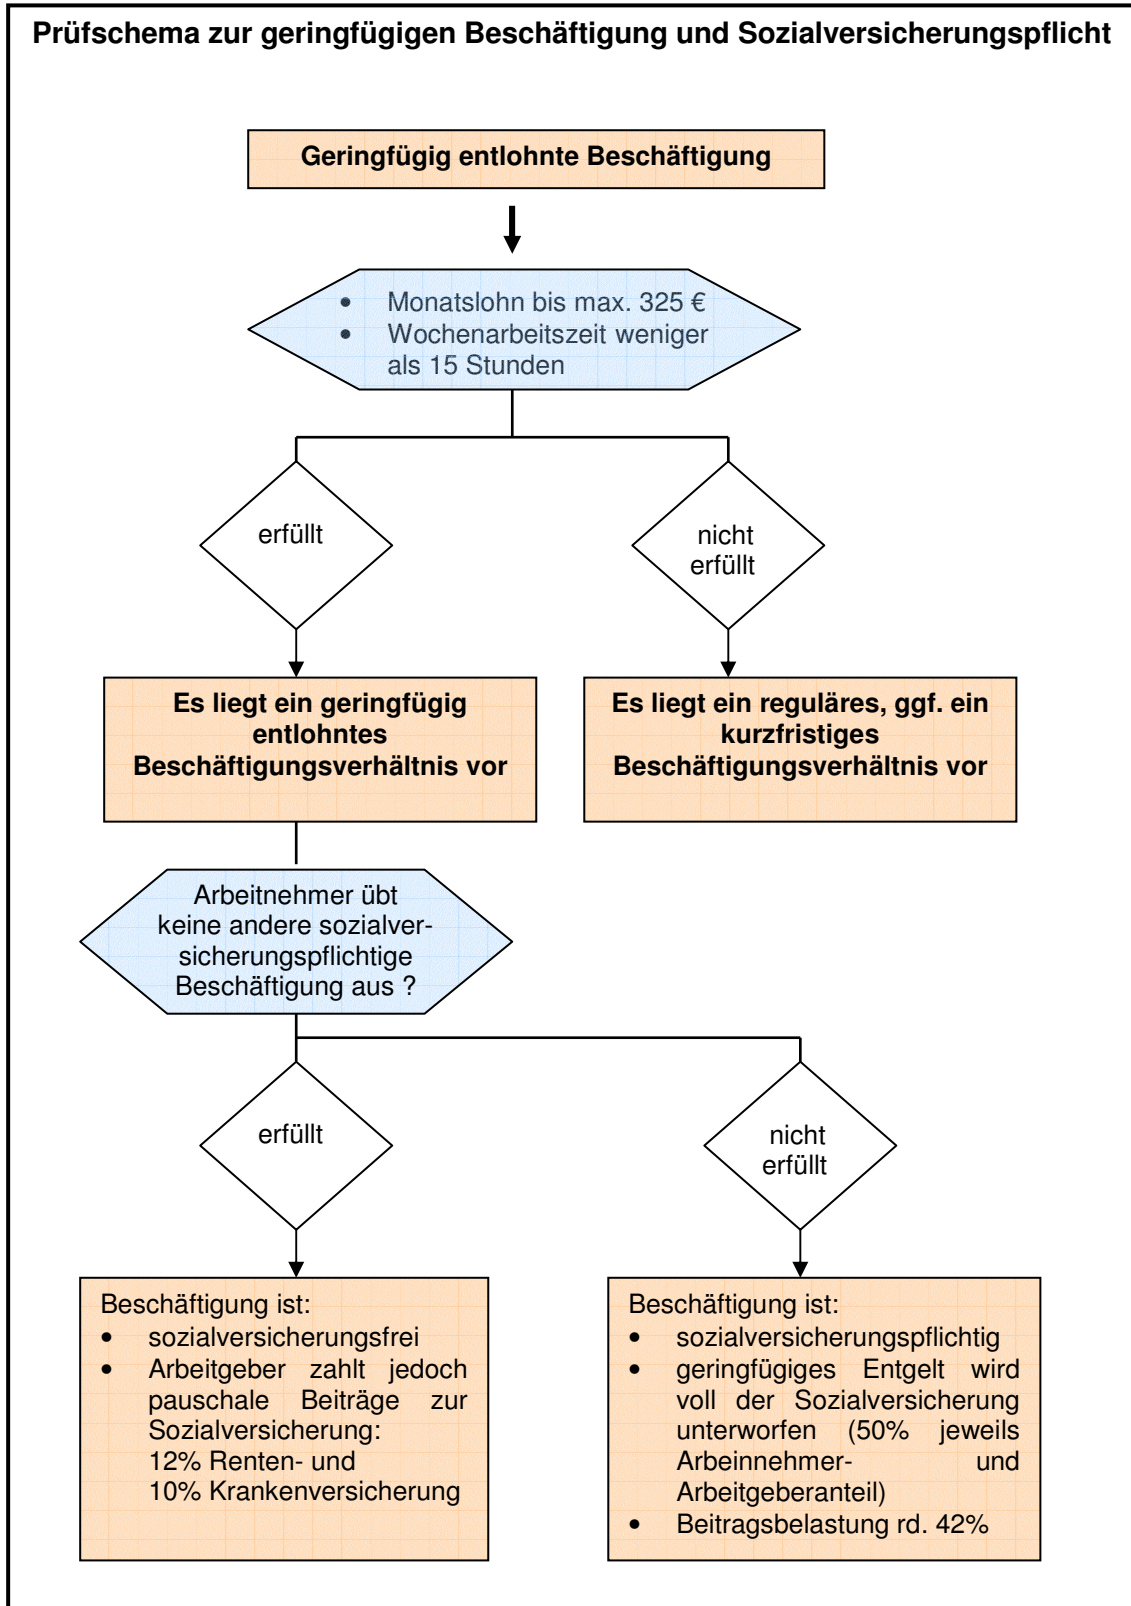 Prüfschema zur geringfügigen Beschäftigung und Sozialversicherungspflicht
Geringfügig entlohnte Beschäftigung
• Monatslohn bis max. 325 €
• Wochenarbeitszeit weniger
als 15 Stunden
erfüllt
nicht
erfüllt
Es liegt ein geringfügig
entlohntes
Beschäftigungsverhältnis vor
Es liegt ein reguläres, ggf. ein
kurzfristiges
Beschäftigungsverhältnis vor
Arbeitnehmer übt
keine andere sozialver-
sicherungspflichtige
Beschäftigung aus ?
erfüllt
nicht
erfüllt
Beschäftigung ist:
• sozialversicherungsfrei
• Arbeitgeber zahlt jedoch
pauschale Beiträge zur
Sozialversicherung:
12% Renten- und
10% Krankenversicherung
Beschäftigung ist:
• sozialversicherungspflichtig
• geringfügiges Entgelt wird
voll der Sozialversicherung
unterworfen (50% jeweils
Arbeinnehmer- und
Arbeitgeberanteil)
• Beitragsbelastung rd. 42%